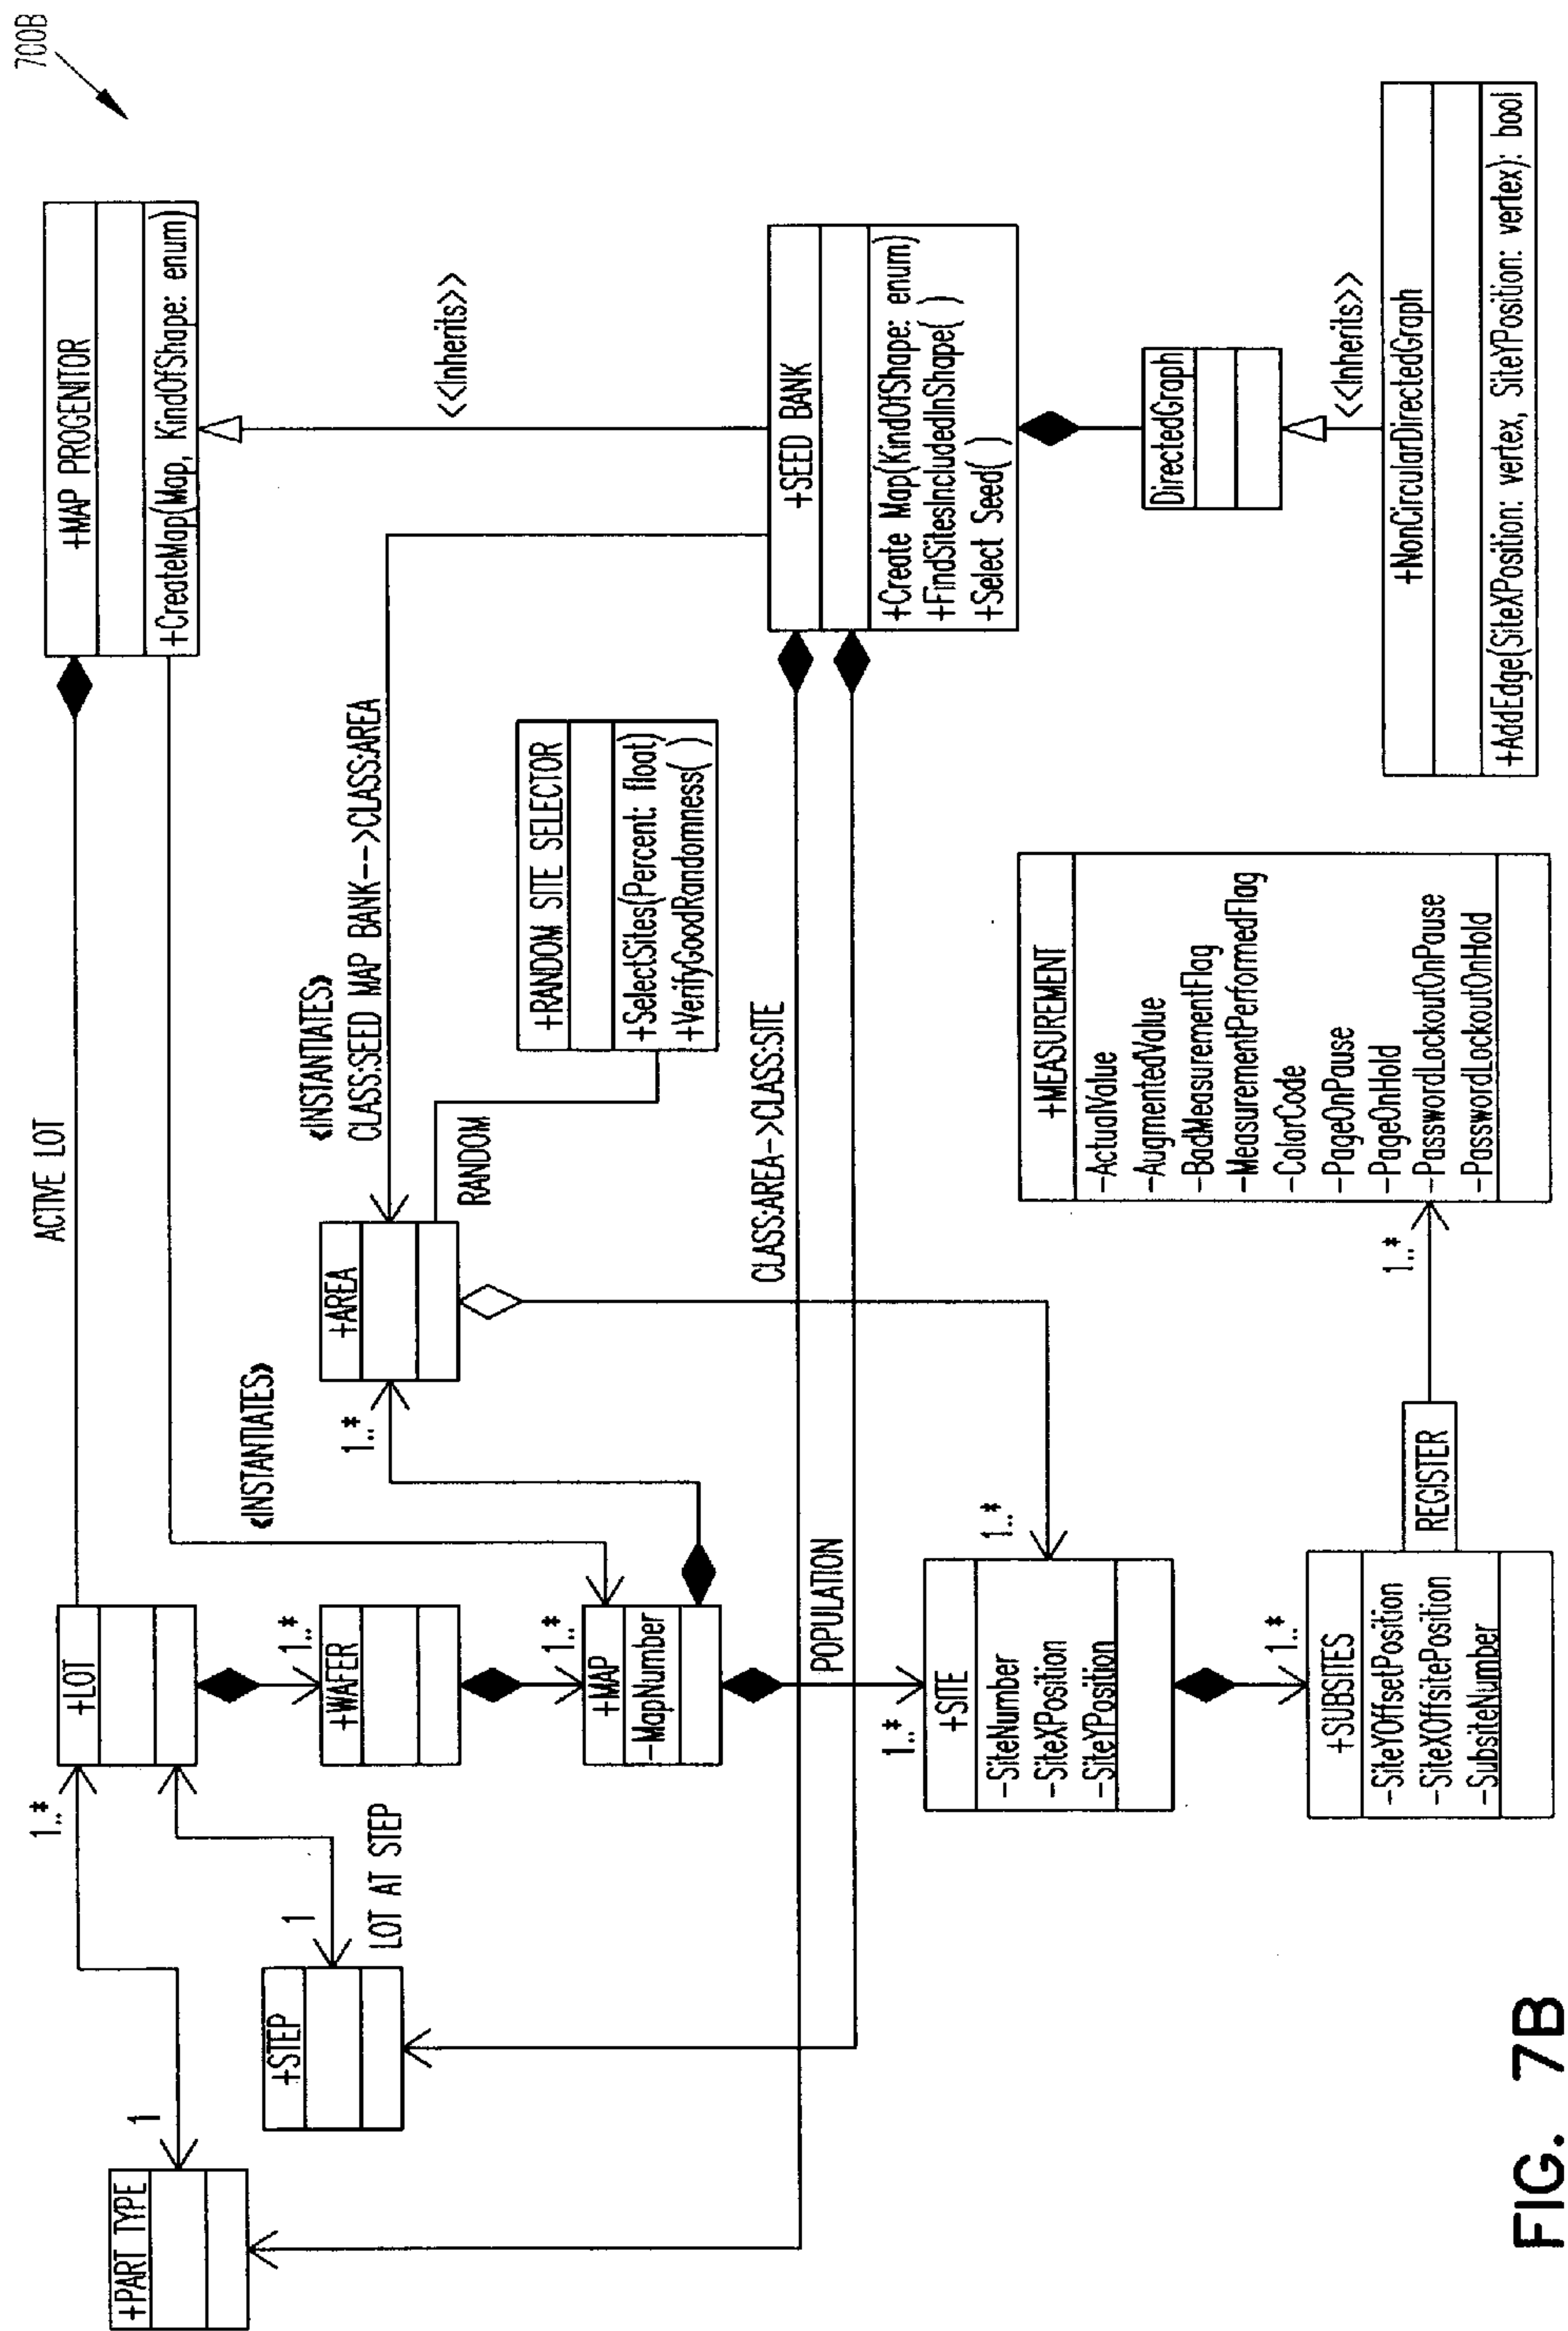 700B
+MAP PROGENITOR
+CreateMap(Map, KindOfShape: enum)
ACTIVE LOT
<<Inherits>>
«INSTANTIATES»
+LOT
1..*
1
+PART TYPE
1..*
+WAFER
1
+STEP
LOT AT STEP
1..*
+MAP
-MapNumber
1..*
+AREA
«INSTANTIATES»
CLASS:SEED MAP BANK-->CLASS:AREA
RANDOM
+RANDOM SITE SELECTOR
+SelectSites(Percent: float)
+VerifyGoodRandomness( )
+SEED BANK
+Create Map(KindOfShape: enum)
+FindSitesIncludedInShape( )
+Select Seed( )
CLASS:AREA->CLASS:SITE
POPULATION
1..*
1..*
+SITE
-SiteNumber
-SiteXPosition
-SiteYPosition
1..*
+SUBSITES
-SiteYOffsetPosition
-SiteXOffsitePosition
-SubsiteNumber
REGISTER
1..*
+MEASUREMENT
-ActualValue
-AugmentedValue
-BadMeasurementFlag
-MeasurementPerformedFlag
-ColorCode
-PageOnPause
-PageOnHold
-PasswordLockoutOnPause
-PasswordLockoutOnHold
DirectedGraph
<<Inherits>>
+NonCircularDirectedGraph
+AddEdge(SiteXPosition: vertex, SiteYPosition: vertex): bool
FIG. 7B